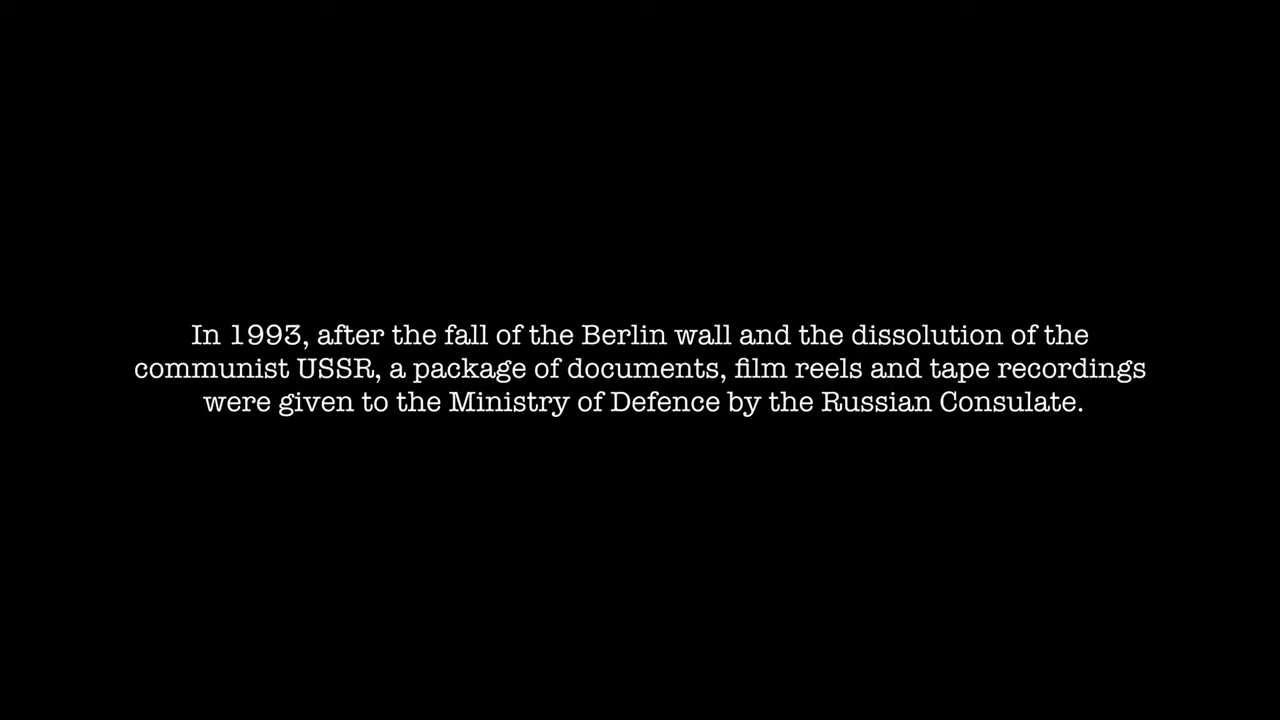 In 1993, after the fall of the Berlin wall and the dissolution of the
communist USSR, a package of documents, film reels and tape recordings
were given to the Ministry of Defence by the Russian Consulate.